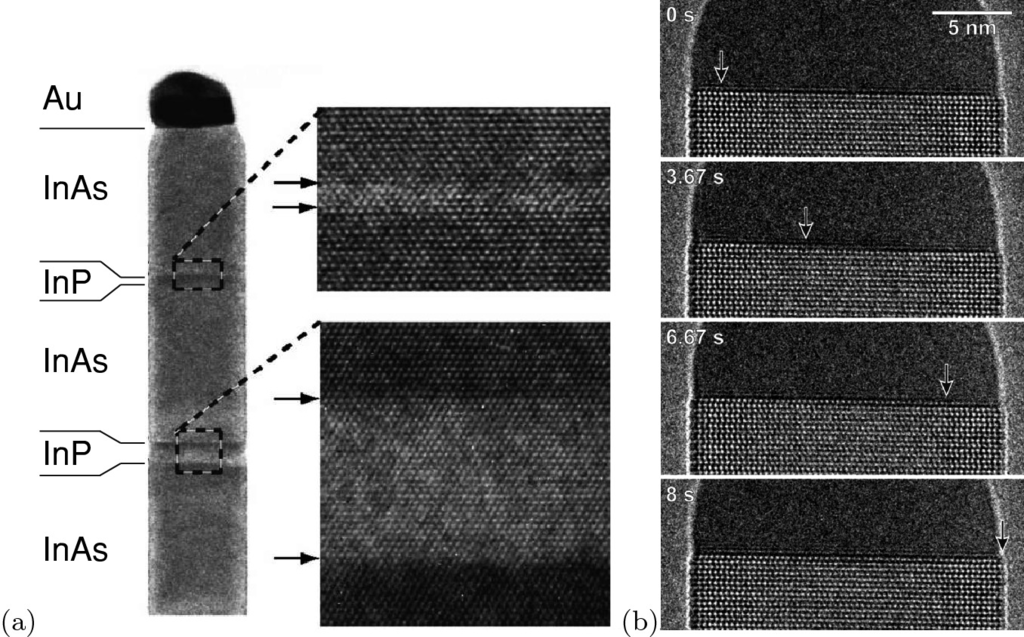 Au
InAs
InP
InAs
InP
InAs
(a)
0 s
5 nm
3.67 s
6.67 s
8 s
(b)